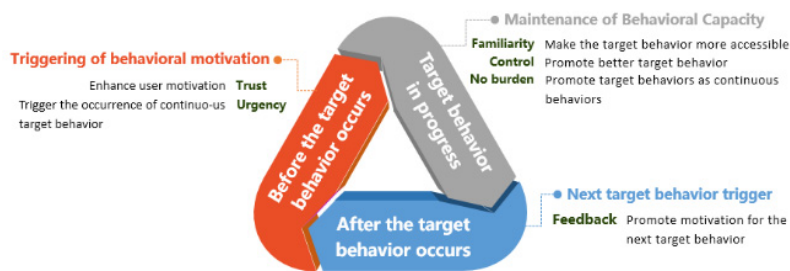 Triggering of behavioral motivation
Enhance user motivation Trust
Trigger the occurrence of continuo-us Urgency
target behavior
Before the target
behavior occurs
Target behavior
in progress
Maintenance of Behavioral Capacity
Familiarity Make the target behavior more accessible
Control Promote better target behavior
No burden Promote target behaviors as continuous
behaviors
After the target
behavior occurs
Next target behavior trigger
Feedback Promote motivation for the
next target behavior